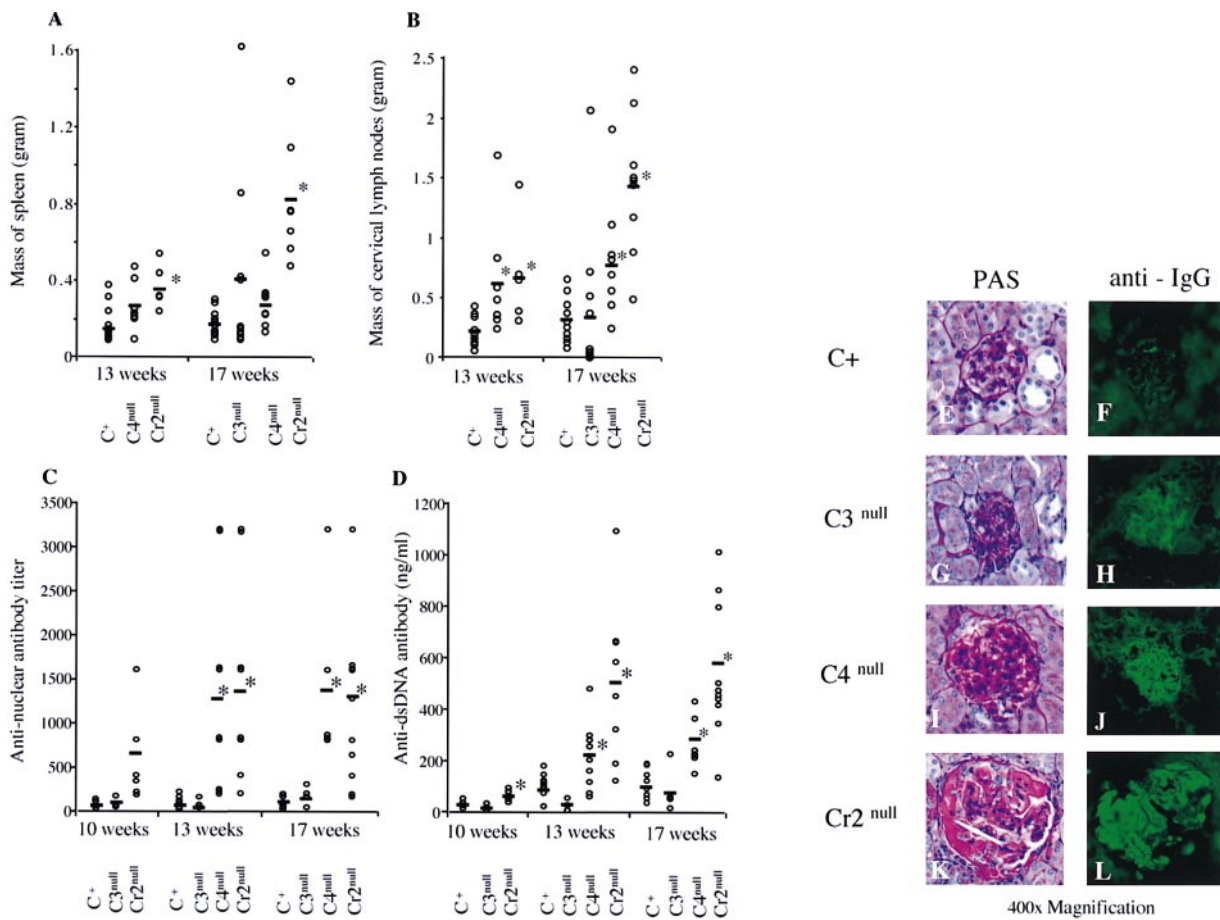 A
Mass of spleen (gram)
1.6
1.2
0.8
0.4
0
*
*
13 weeks
17 weeks
C+
C4null
Cr2null
C+
C3null
C4null
Cr2null
B
Mass of cervical lymph nodes (gram)
2.5
2
1.5
1
0.5
0
*
*
*
*
13 weeks
17 weeks
C+
C4null
Cr2null
C+
C3null
C4null
Cr2null
C
Anti-nuclear antibody titer
3500
3000
2500
2000
1500
1000
500
0
*
*
*
*
10 weeks
13 weeks
17 weeks
C+
C3null
Cr2null
C+
C3null
C4null
Cr2null
C+
C3null
C4null
Cr2null
D
Anti-dsDNA antibody (ng/ml)
1200
1000
800
600
400
200
0
*
*
*
*
*
10 weeks
13 weeks
17 weeks
C+
C3null
Cr2null
C+
C3null
C4null
Cr2null
C+
C3null
C4null
Cr2null
PAS
anti - IgG
C+
E
F
C3 null
G
H
C4 null
I
J
Cr2 null
K
L
400x Magnification